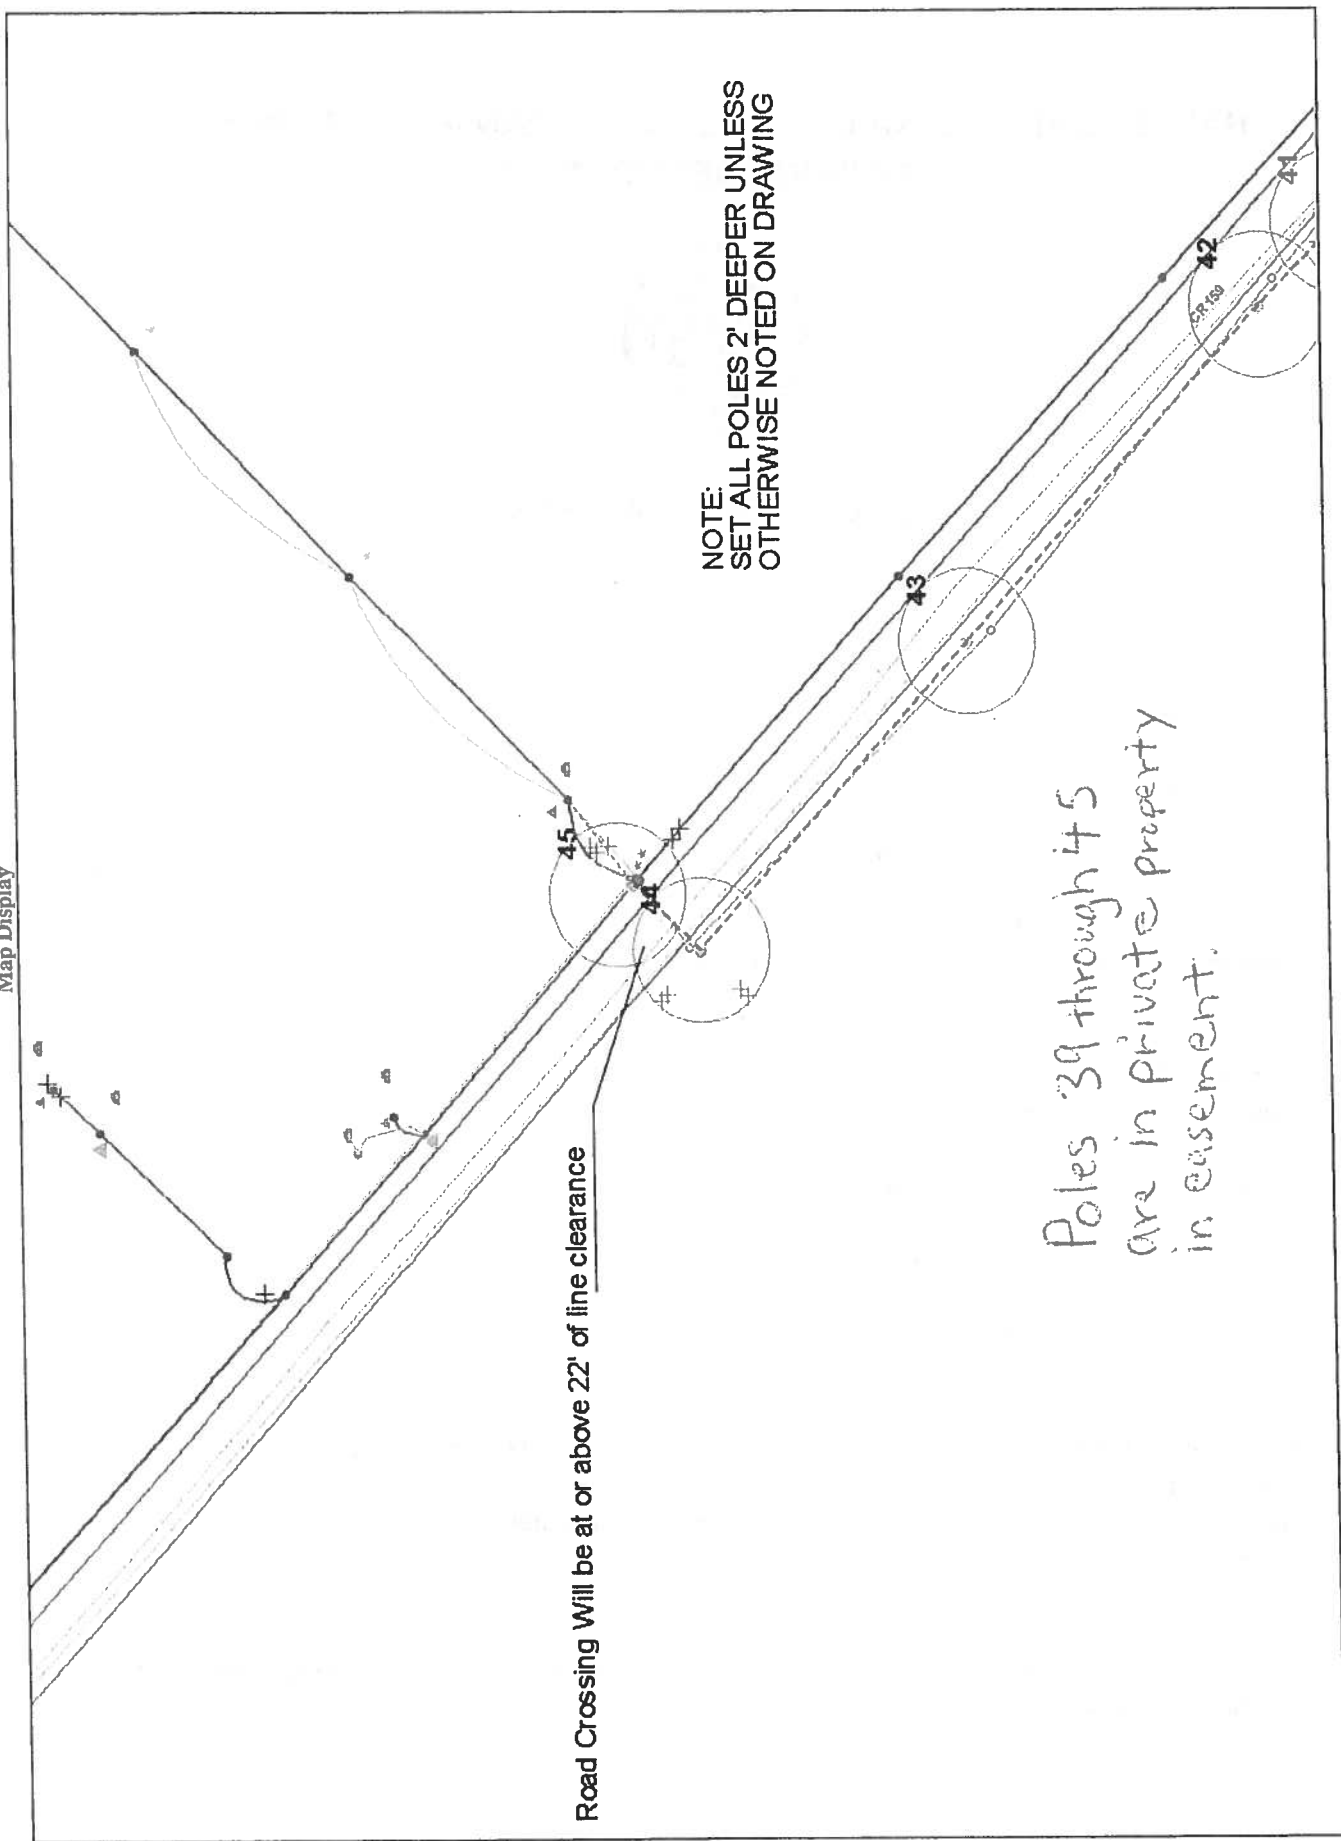 Map Display
NOTE:
SET ALL POLES 2' DEEPER UNLESS
OTHERWISE NOTED ON DRAWING
45
44
43
42
41
CR 150
Road Crossing Will be at or above 22' of line clearance
Poles 39 through 45
are in private property
in easement.